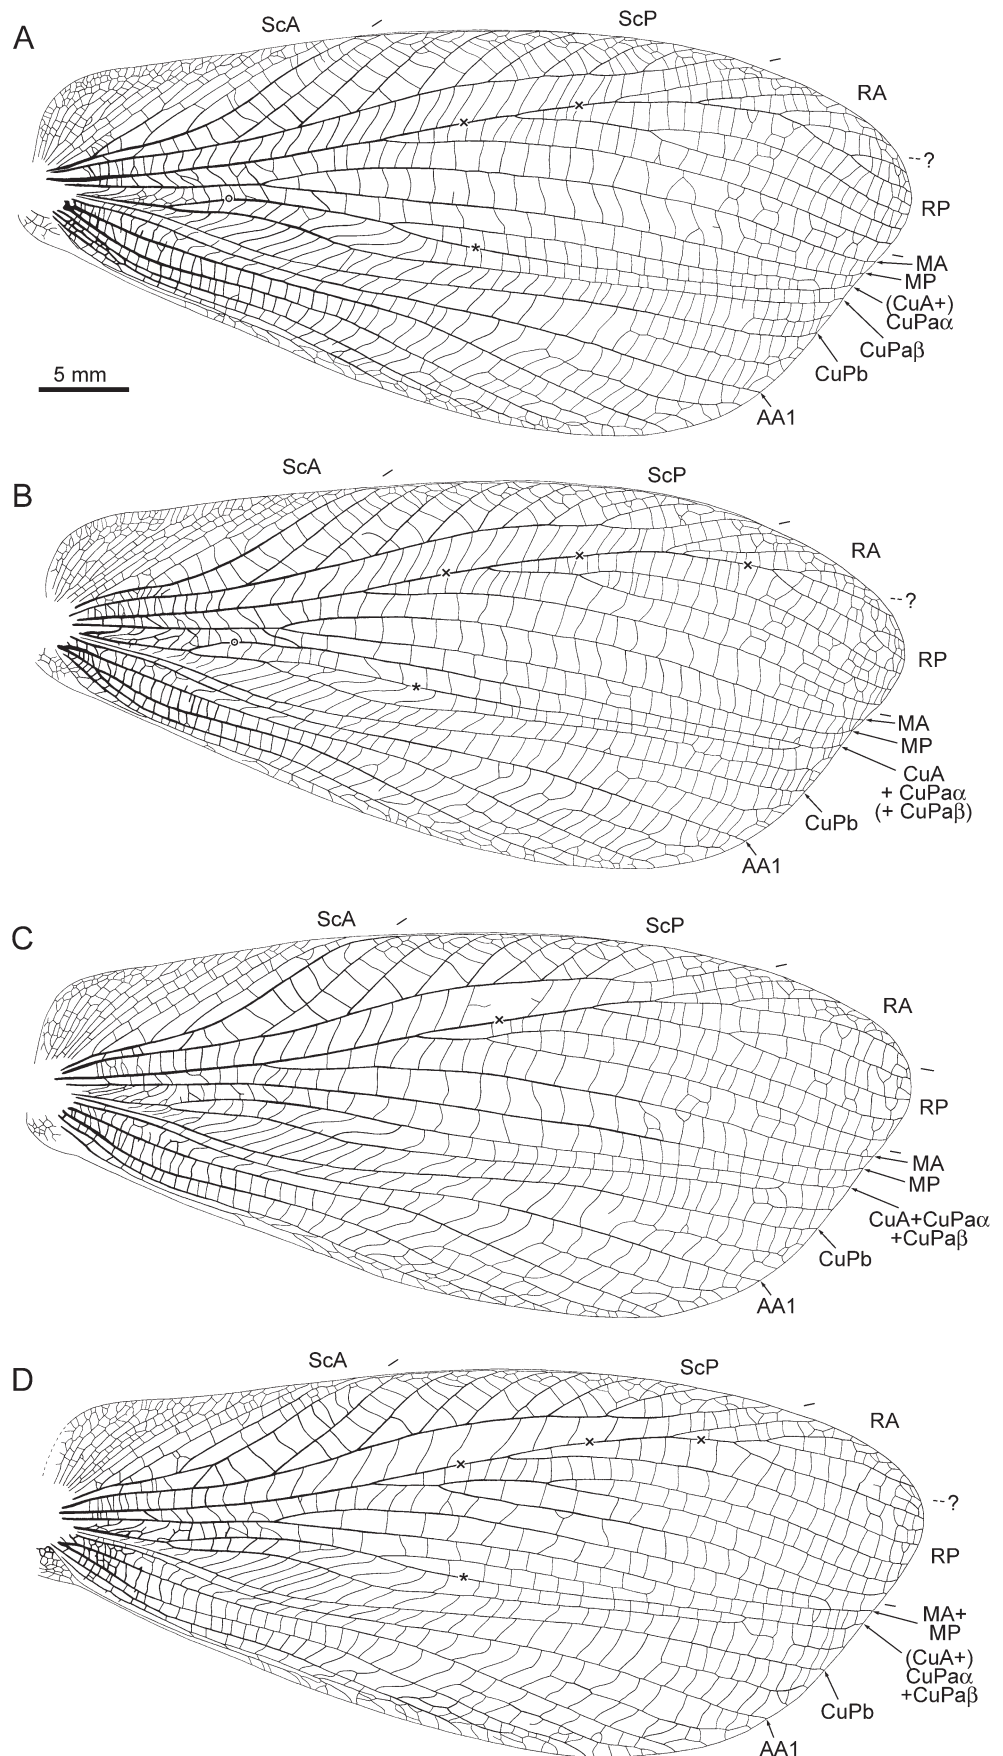 A
ScA
ScP
RA
--?
RP
MA
MP
(CuA+)
CuPaα
CuPaβ
CuPb
AA1
5 mm
B
ScA
ScP
RA
--?
RP
MA
MP
CuA
+ CuPaα
(+ CuPaβ)
CuPb
AA1
C
ScA
ScP
RA
RP
MA
MP
CuA+CuPaα
+CuPaβ
CuPb
AA1
D
ScA
ScP
RA
--?
RP
MA+
MP
(CuA+)
CuPaα
+CuPaβ
CuPb
AA1